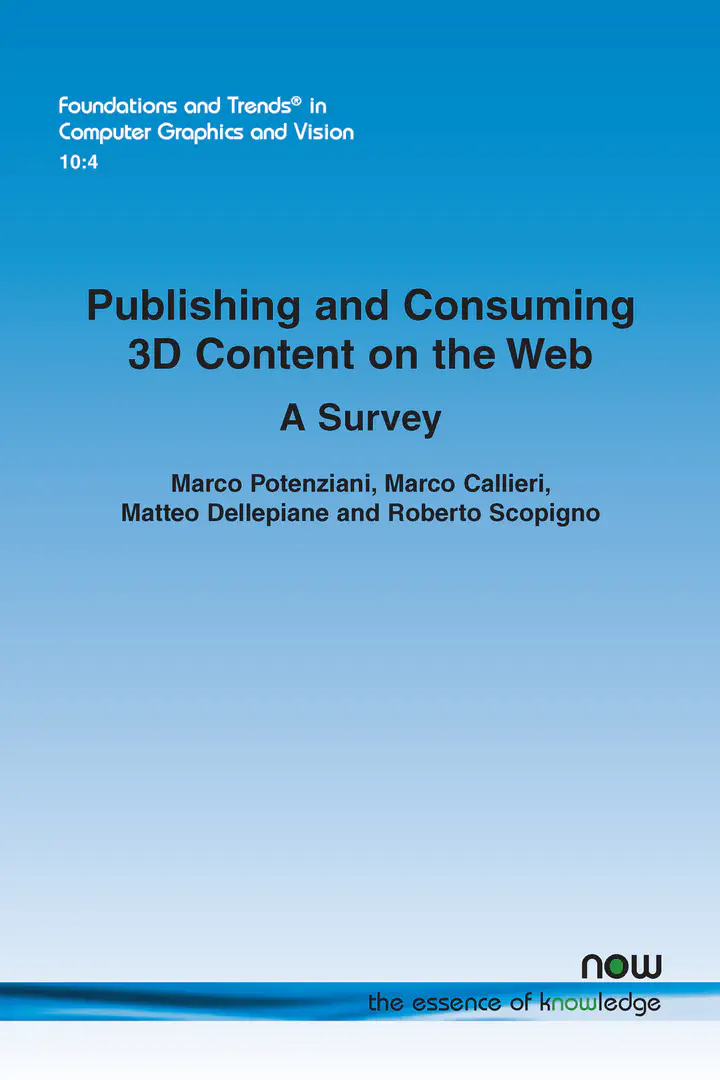 Foundations and Trends® in
Computer Graphics and Vision
10:4
Publishing and Consuming
3D Content on the Web
A Survey
Marco Potenziani, Marco Callieri,
Matteo Dellepiane and Roberto Scopigno
now
the essence of knowledge